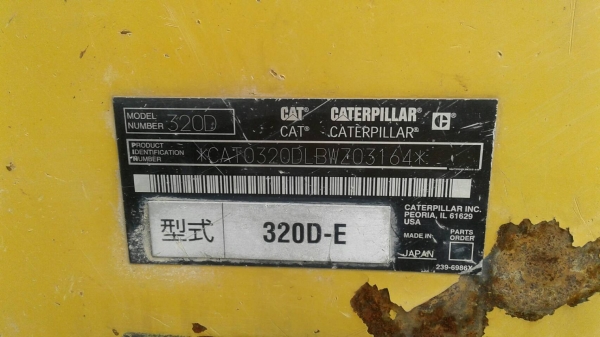 MODEL NUMBER 320D
CAT® CATERPILLAR®
CAT® CATERPILLAR®
PRODUCT IDENTIFICATION NUMBER *CAT0320DLBWZ03164*
CATERPILLAR INC.
PEORIA, IL 61629
USA
MADE IN PARTS ORDER
JAPAN
239-6986X
型式 320D-E